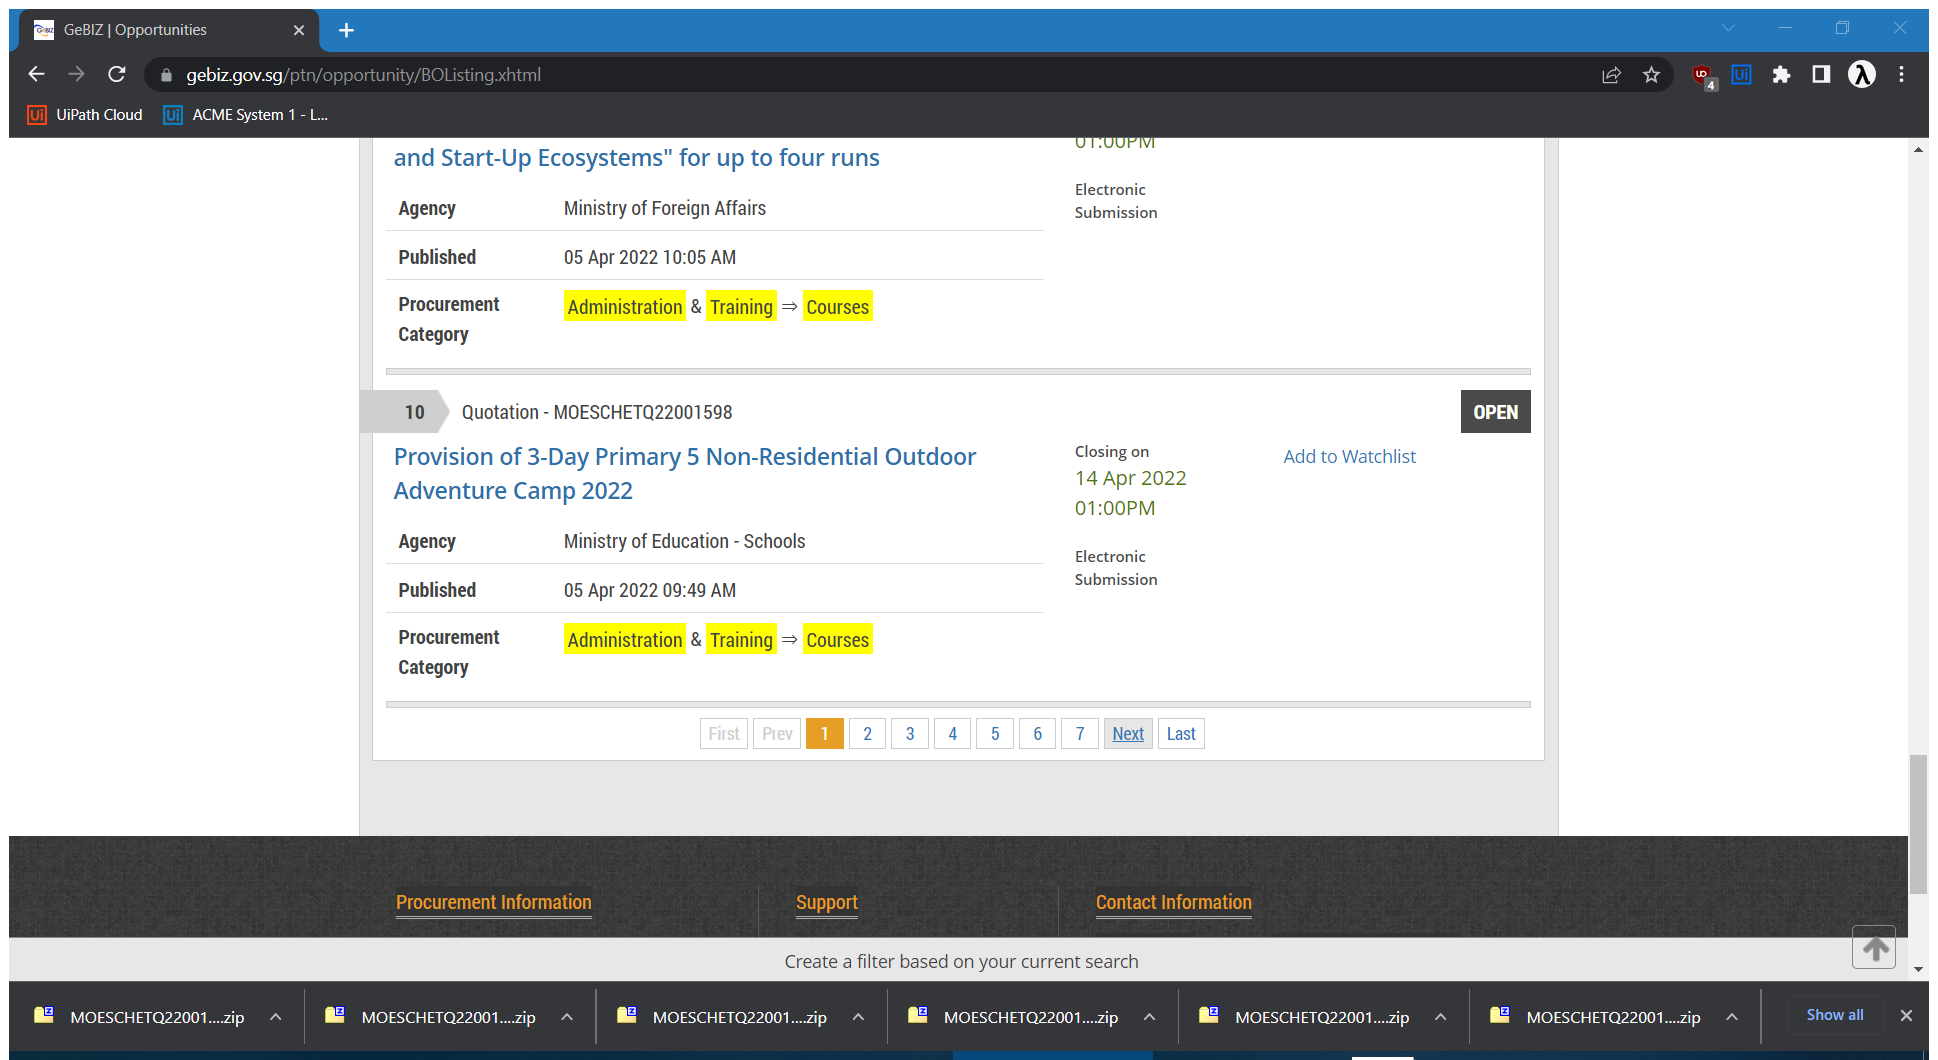 GeBIZ | Opportunities
gebiz.gov.sg/ptn/opportunity/BOListing.xhtml
4
Ui UiPath Cloud Ui ACME System 1 - L...
and Start-Up Ecosystems" for up to four runs
01:00PM
Electronic
Submission
Agency Ministry of Foreign Affairs
Published 05 Apr 2022 10:05 AM
Procurement
Category
Administration & Training ⇒ Courses
10 Quotation - MOESCHETQ22001598 OPEN
Provision of 3-Day Primary 5 Non-Residential Outdoor
Adventure Camp 2022
Closing on
14 Apr 2022
01:00PM
Add to Watchlist
Electronic
Submission
Agency Ministry of Education - Schools
Published 05 Apr 2022 09:49 AM
Procurement
Category
Administration & Training ⇒ Courses
First Prev 1 2 3 4 5 6 7 Next Last
Procurement Information Support Contact Information
Create a filter based on your current search
MOESCHETQ22001....zip MOESCHETQ22001....zip MOESCHETQ22001....zip MOESCHETQ22001....zip MOESCHETQ22001....zip MOESCHETQ22001....zip Show all